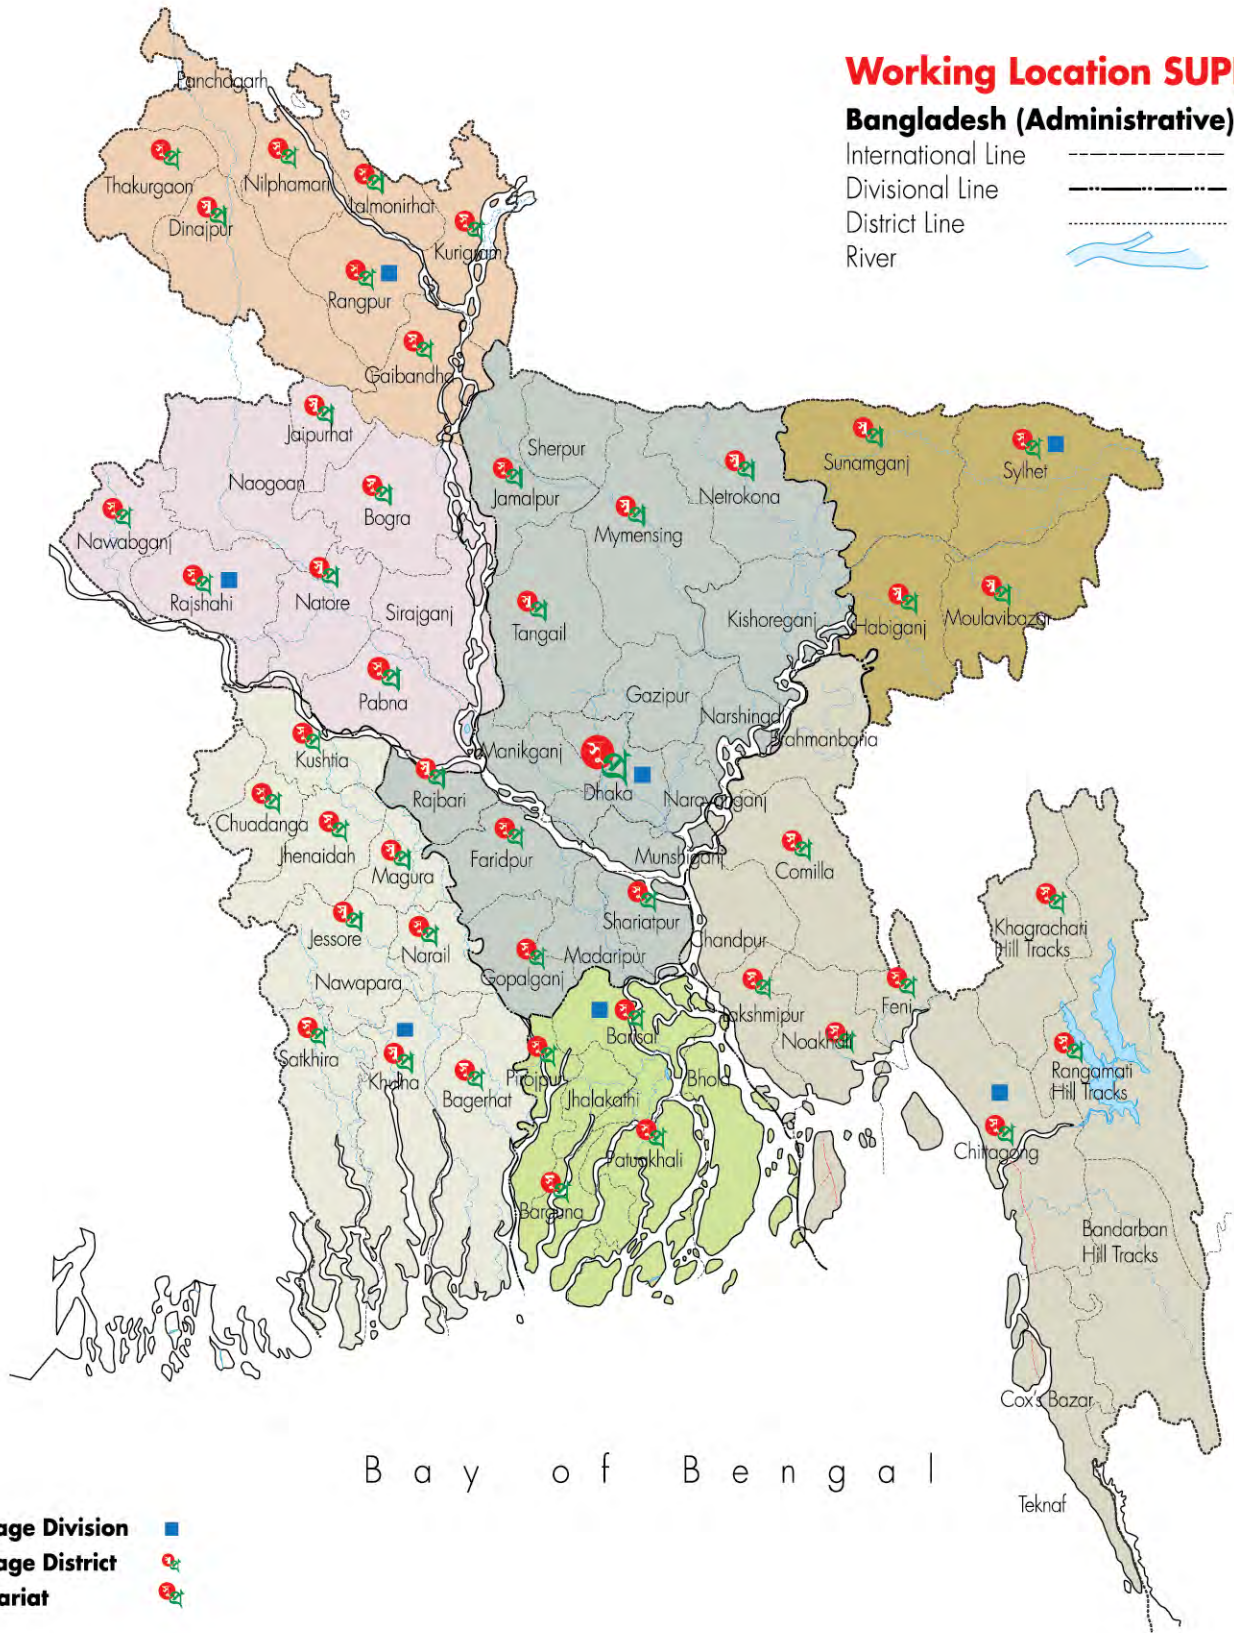 Working Location SUP
Bangladesh (Administrative)
International Line
Divisional Line
District Line
River
Panchagarh
Thakurgaon
Nilphamari
Lalmonirhat
Dinajpur
Kurigram
Rangpur
Gaibandha
Jaipurhat
Sherpur
Sunamganj
Sylhet
Naogoan
Jamalpur
Netrokona
Bogra
Mymensing
Nawabganj
Rajshahi
Natore
Sirajganj
Tangail
Kishoreganj
Habiganj
Moulavibazar
Pabna
Gazipur
Narshingdi
Brahmanbaria
Kushtia
Manikganj
Dhaka
Narayanganj
Rajbari
Chuadanga
Jhenaidah
Magura
Faridpur
Munshiganj
Comilla
Shariatpur
Khagrachari
Hill Tracks
Jessore
Narail
Chandpur
Madaripur
Gopalganj
Nawapara
Lakshmipur
Feni
Noakhali
Satkhira
Khulna
Barisal
Pirojpur
Bagerhat
Jhalakathi
Bhola
Rangamati
Hill Tracks
Chittagong
Patuakhali
Barguna
Bandarban
Hill Tracks
Cox's Bazar
Bay of Bengal
Teknaf
age Division
age District
ariat